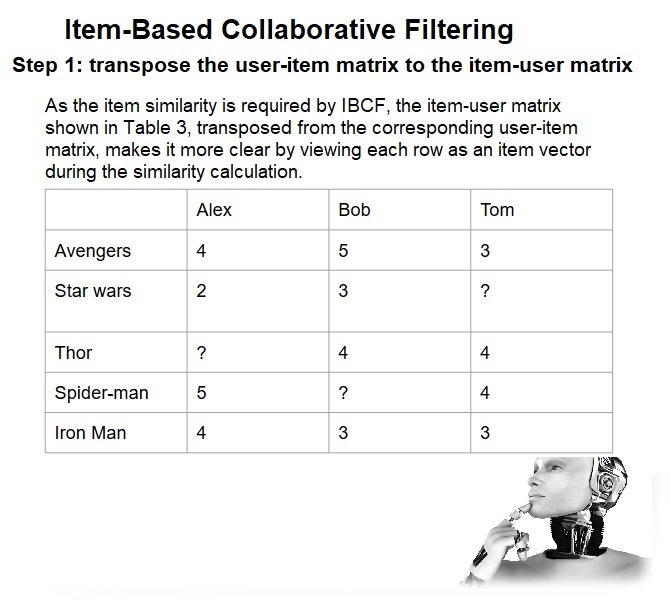 Item-Based Collaborative Filtering
Step 1: transpose the user-item matrix to the item-user matrix
As the item similarity is required by IBCF, the item-user matrix
shown in Table 3, transposed from the corresponding user-item
matrix, makes it more clear by viewing each row as an item vector
during the similarity calculation.
Alex Bob Tom
Avengers 4 5 3
Star wars 2 3 ?
Thor ? 4 4
Spider-man 5 ? 4
Iron Man 4 3 3